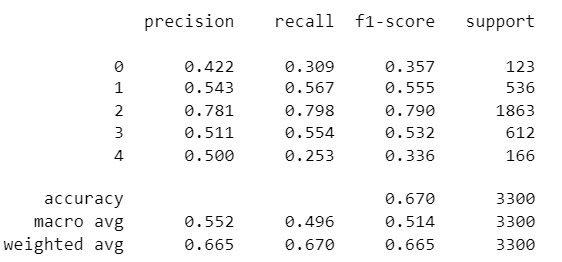 precision recall f1-score support
0 0.422 0.309 0.357 123
1 0.543 0.567 0.555 536
2 0.781 0.798 0.790 1863
3 0.511 0.554 0.532 612
4 0.500 0.253 0.336 166
accuracy 0.670 3300
macro avg 0.552 0.496 0.514 3300
weighted avg 0.665 0.670 0.665 3300